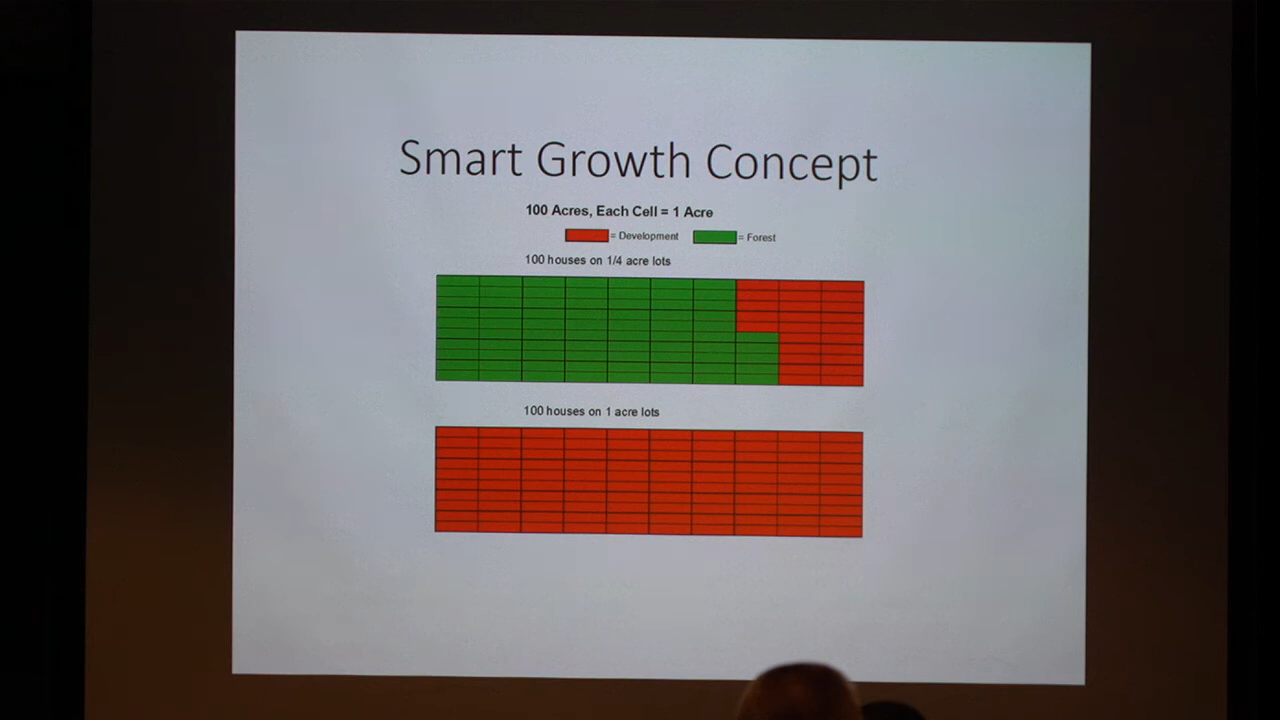 Smart Growth Concept
100 Acres, Each Cell = 1 Acre
= Development = Forest
100 houses on 1/4 acre lots
100 houses on 1 acre lots